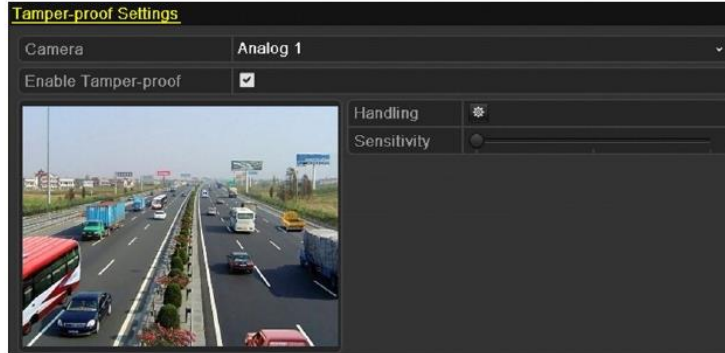 Tamper-proof Settings
Camera
Analog 1
Enable Tamper-proof
Handling
Sensitivity